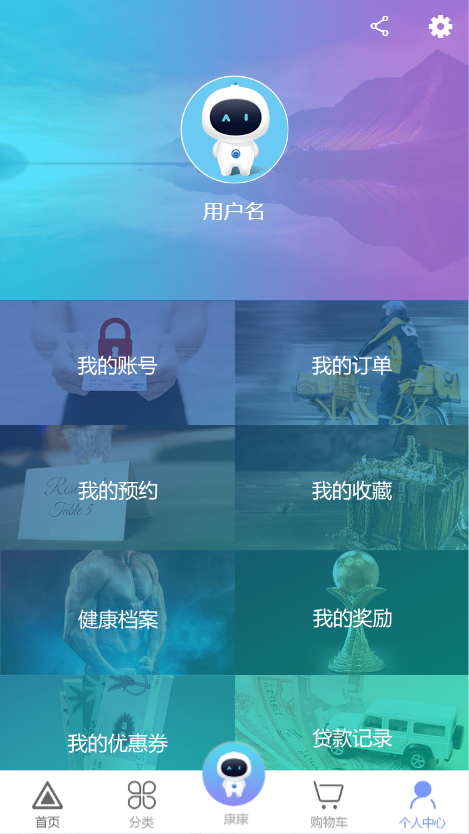 用户名
我的账号
我的订单
Table 5
我的预约
我的收藏
健康档案
我的奖励
我的优惠券
贷款记录
首页
分类
康康
购物车
个人中心